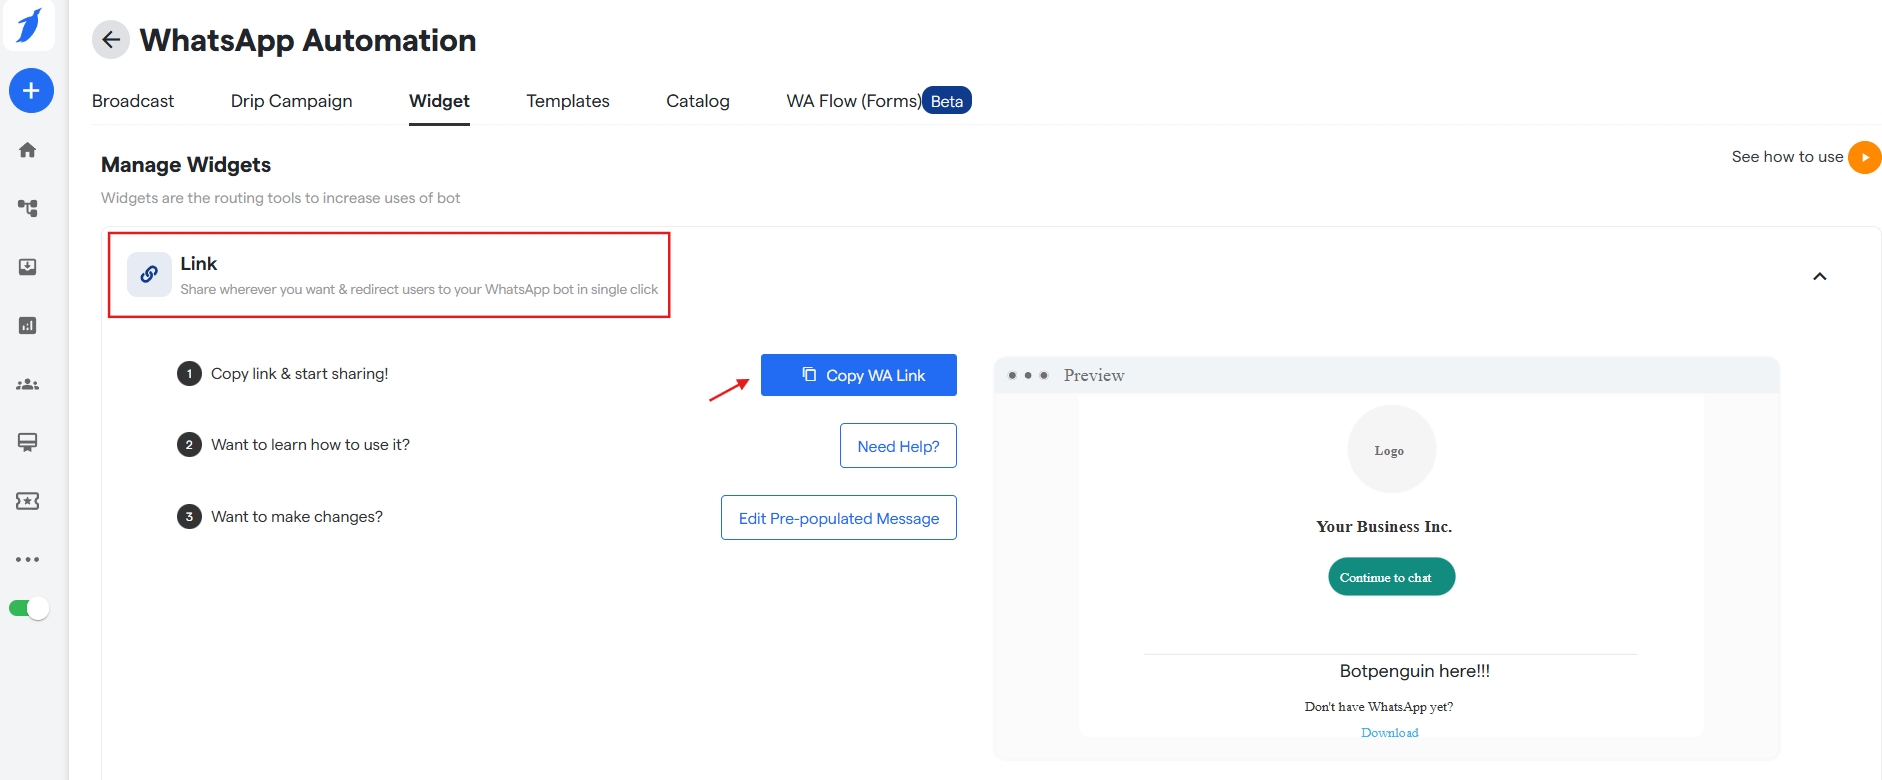 WhatsApp Automation
Broadcast Drip Campaign Widget Templates Catalog WA Flow (Forms) Beta
Manage Widgets
See how to use
Widgets are the routing tools to increase uses of bot
Link
Share wherever you want & redirect users to your WhatsApp bot in single click
1 Copy link & start sharing!
Copy WA Link
2 Want to learn how to use it?
Need Help?
3 Want to make changes?
Edit Pre-populated Message
Preview
Logo
Your Business Inc.
Continue to chat
Botpenguin here!!!
Don't have WhatsApp yet?
Download